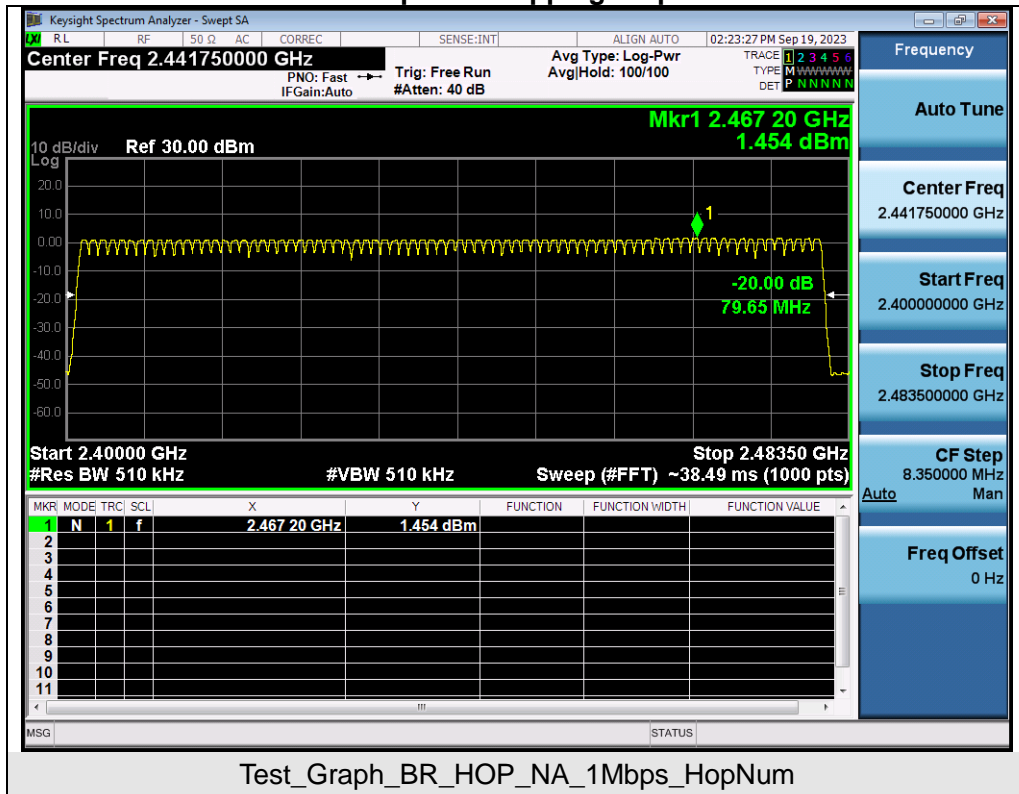 Keysight Spectrum Analyzer - Swept SA
RL RF 50 Ω AC CORREC SENSE:INT ALIGN AUTO 02:23:27 PM Sep 19, 2023
Center Freq 2.441750000 GHz
PNO: Fast
IFGain:Auto
Trig: Free Run
#Atten: 40 dB
Avg Type: Log-Pwr
Avg|Hold: 100/100
TRACE 1 2 3 4 5 6
TYPE M WWWWW
DET P N N N N N
Mkr1 2.467 20 GHz
1.454 dBm
10 dB/div Ref 30.00 dBm
Log
20.0
10.0
0.00
-10.0
-20.0
-30.0
-40.0
-50.0
-60.0
1
-20.00 dB
79.65 MHz
Start 2.40000 GHz Stop 2.48350 GHz
#Res BW 510 kHz #VBW 510 kHz Sweep (#FFT) ~38.49 ms (1000 pts)
MKR MODE TRC SCL X Y FUNCTION FUNCTION WIDTH FUNCTION VALUE
1 N 1 f 2.467 20 GHz 1.454 dBm
2
3
4
5
6
7
8
9
10
11
MSG STATUS
Frequency
Auto Tune
Center Freq
2.441750000 GHz
Start Freq
2.400000000 GHz
Stop Freq
2.483500000 GHz
CF Step
8.350000 MHz
Auto Man
Freq Offset
0 Hz
Test_Graph_BR_HOP_NA_1Mbps_HopNum